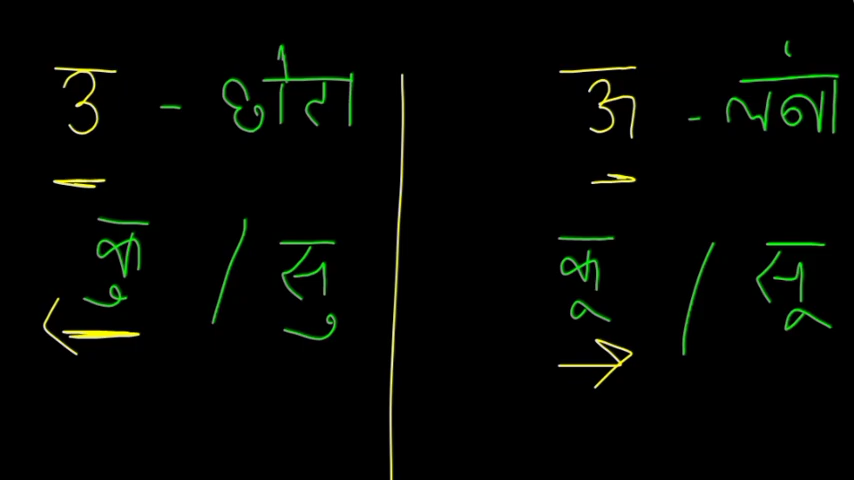 उ - छोटा
कु / सु
ऊ - लंबा
कू / सू